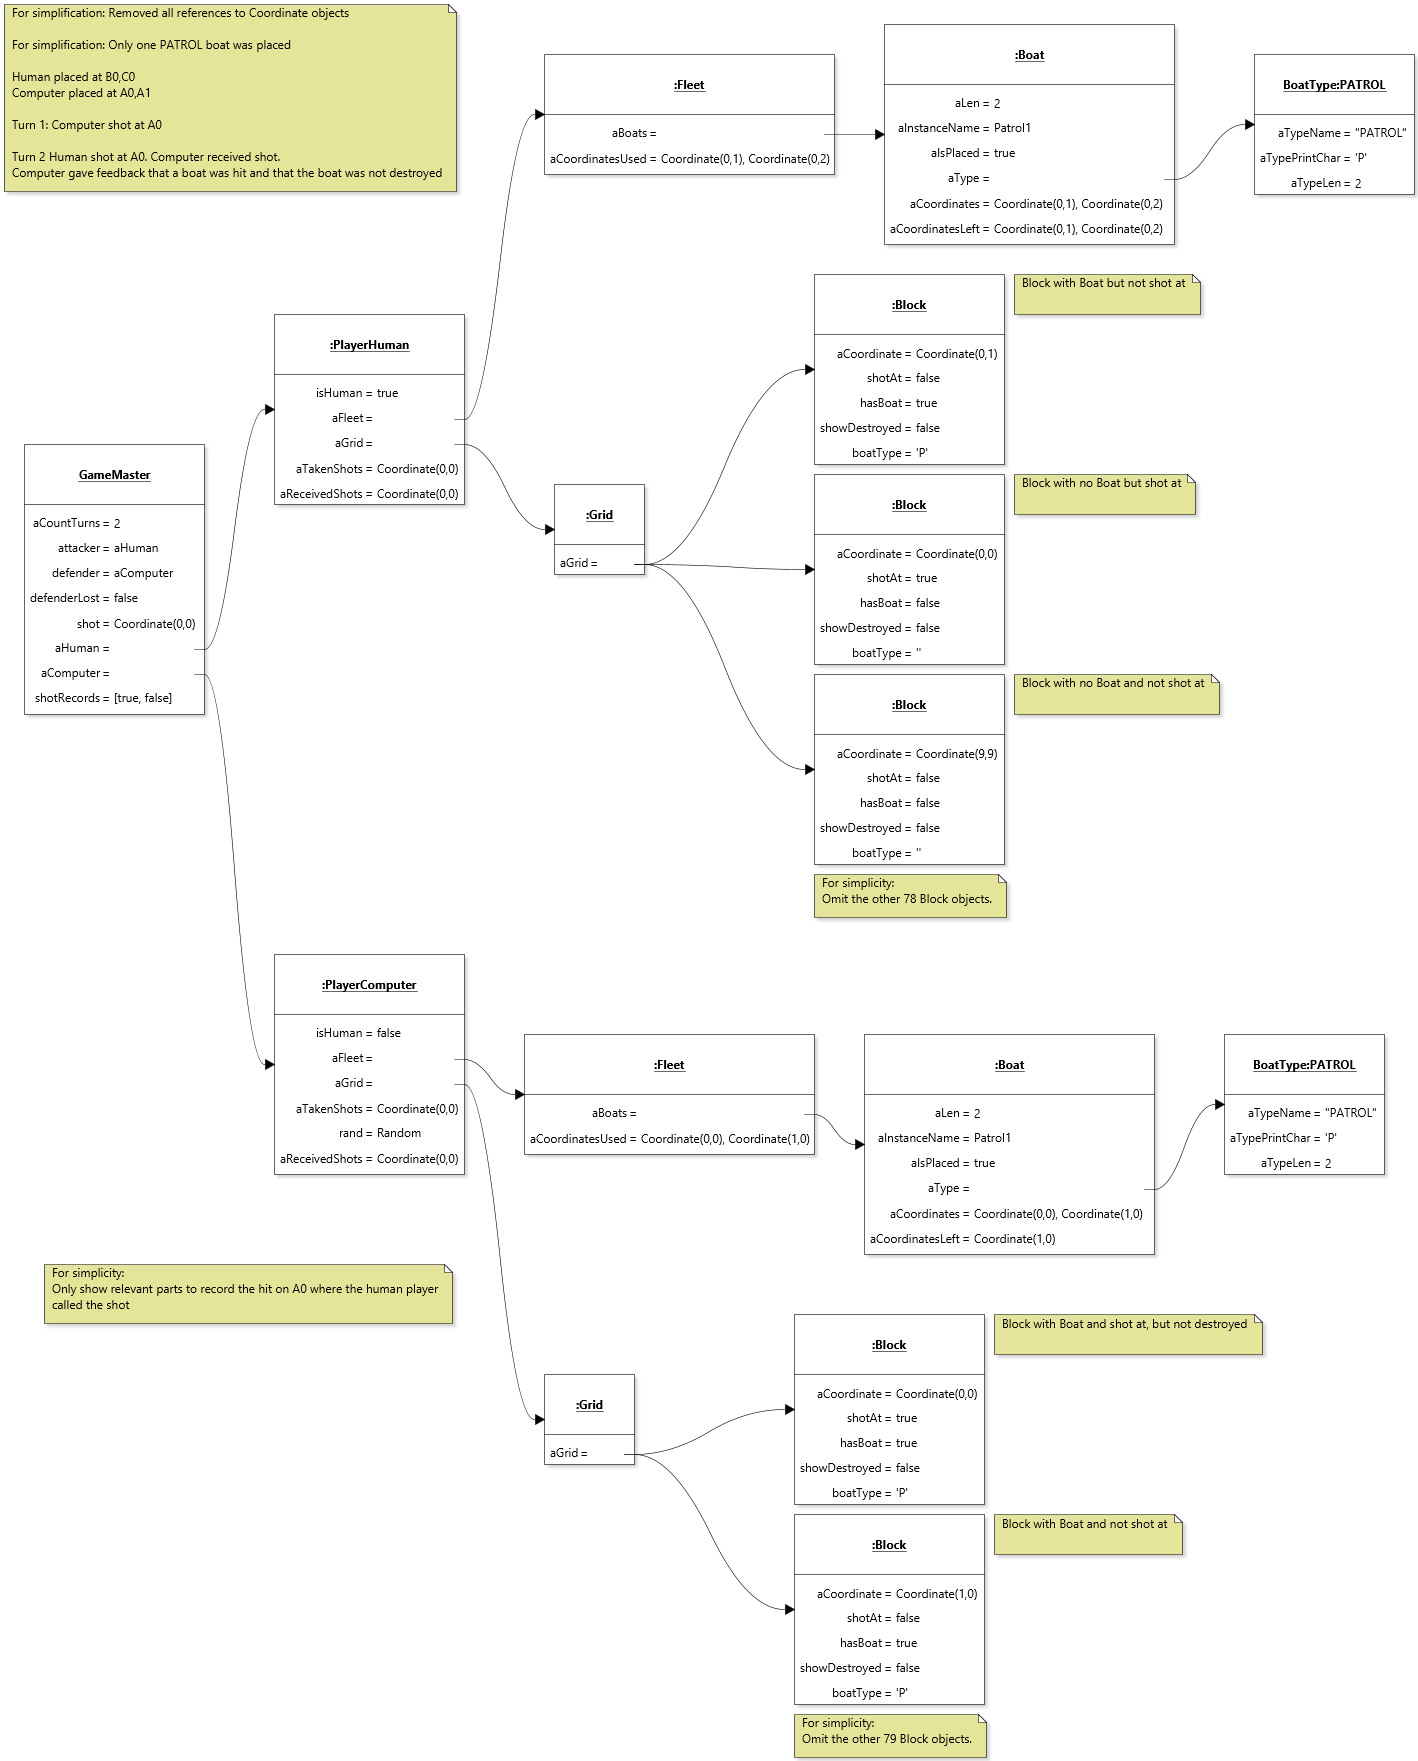 For simplification: Removed all references to Coordinate objects
For simplification: Only one PATROL boat was placed
Human placed at B0,C0
Computer placed at A0,A1
Turn 1: Computer shot at A0
Turn 2 Human shot at A0. Computer received shot.
Computer gave feedback that a boat was hit and that the boat was not destroyed
:Fleet
aBoats =
aCoordinatesUsed = Coordinate(0,1), Coordinate(0,2)
:Boat
aLen = 2
aInstanceName = Patrol1
aIsPlaced = true
aType =
aCoordinates = Coordinate(0,1), Coordinate(0,2)
aCoordinatesLeft = Coordinate(0,1), Coordinate(0,2)
BoatType:PATROL
aTypeName = "PATROL"
aTypePrintChar = 'P'
aTypeLen = 2
:PlayerHuman
isHuman = true
aFleet =
aGrid =
aTakenShots = Coordinate(0,0)
aReceivedShots = Coordinate(0,0)
:Block
aCoordinate = Coordinate(0,1)
shotAt = false
hasBoat = true
showDestroyed = false
boatType = 'P'
Block with Boat but not shot at
GameMaster
aCountTurns = 2
attacker = aHuman
defender = aComputer
defenderLost = false
shot = Coordinate(0,0)
aHuman =
aComputer =
shotRecords = [true, false]
:Grid
aGrid =
:Block
aCoordinate = Coordinate(0,0)
shotAt = true
hasBoat = false
showDestroyed = false
boatType = ''
Block with no Boat but shot at
:Block
aCoordinate = Coordinate(9,9)
shotAt = false
hasBoat = false
showDestroyed = false
boatType = ''
Block with no Boat and not shot at
For simplicity:
Omit the other 78 Block objects.
:PlayerComputer
isHuman = false
aFleet =
aGrid =
aTakenShots = Coordinate(0,0)
rand = Random
aReceivedShots = Coordinate(0,0)
:Fleet
aBoats =
aCoordinatesUsed = Coordinate(0,0), Coordinate(1,0)
:Boat
aLen = 2
aInstanceName = Patrol1
aIsPlaced = true
aType =
aCoordinates = Coordinate(0,0), Coordinate(1,0)
aCoordinatesLeft = Coordinate(1,0)
BoatType:PATROL
aTypeName = "PATROL"
aTypePrintChar = 'P'
aTypeLen = 2
For simplicity:
Only show relevant parts to record the hit on A0 where the human player
called the shot
:Grid
aGrid =
:Block
aCoordinate = Coordinate(0,0)
shotAt = true
hasBoat = true
showDestroyed = false
boatType = 'P'
Block with Boat and shot at, but not destroyed
:Block
aCoordinate = Coordinate(1,0)
shotAt = false
hasBoat = true
showDestroyed = false
boatType = 'P'
Block with Boat and not shot at
For simplicity:
Omit the other 79 Block objects.